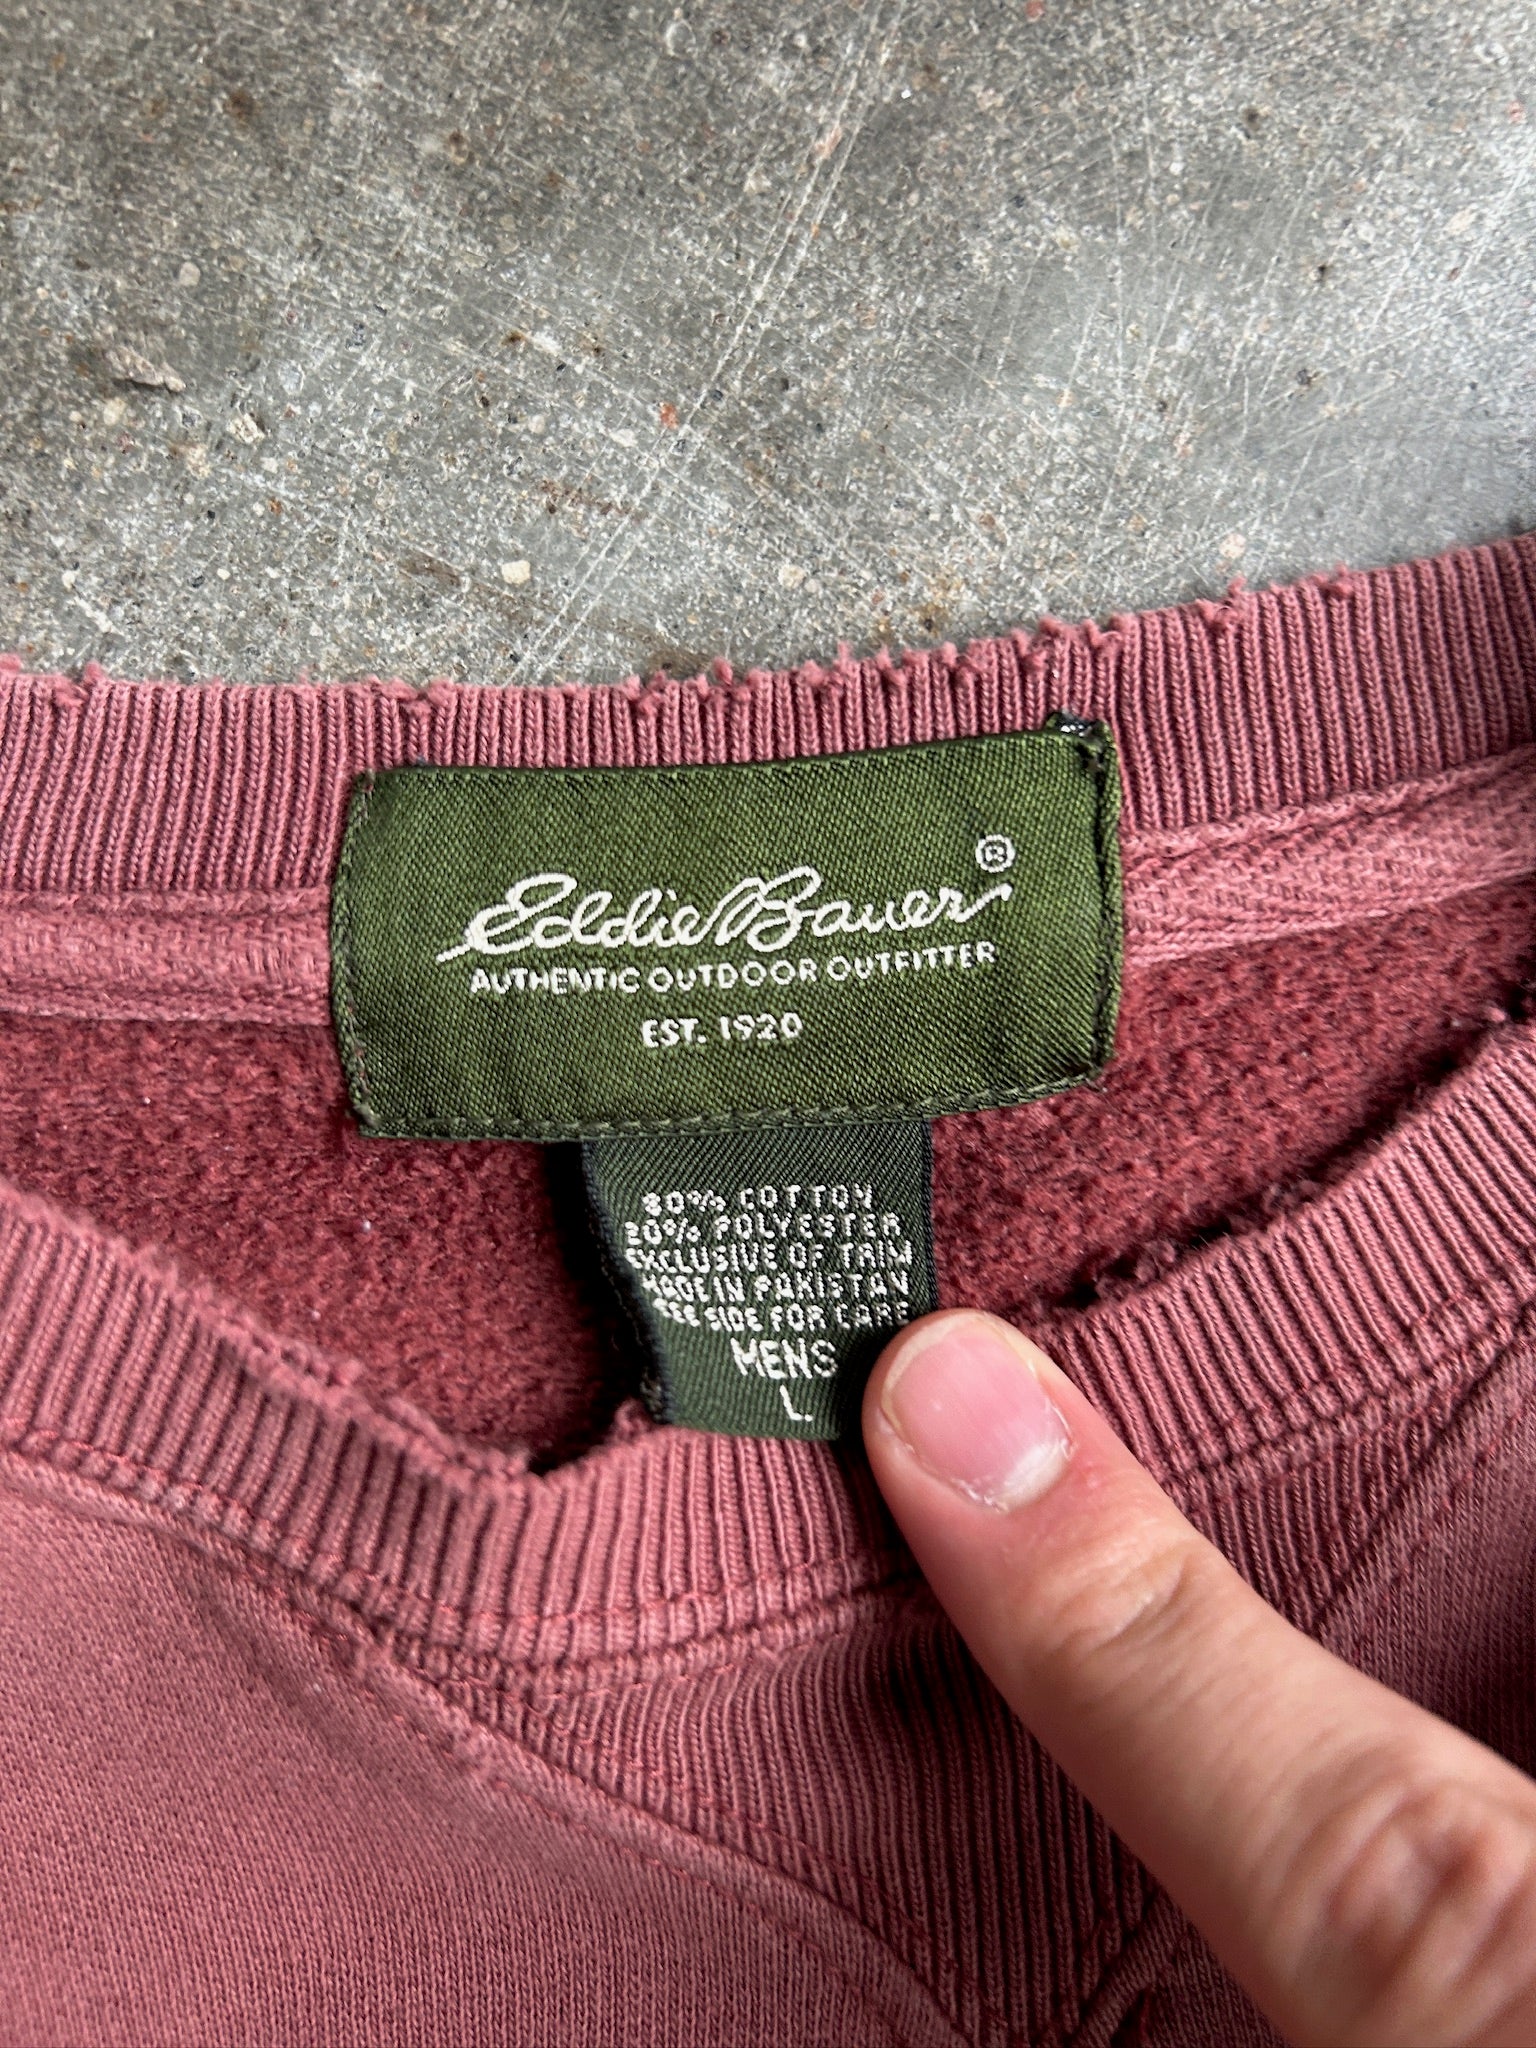 Eddie Bauer®
AUTHENTIC OUTDOOR OUTFITTER
EST. 1920
80% COTTON
20% POLYESTER
EXCLUSIVE OF TRIM
MADE IN PAKISTAN
SEE SIDE FOR CARE
MENS
L.